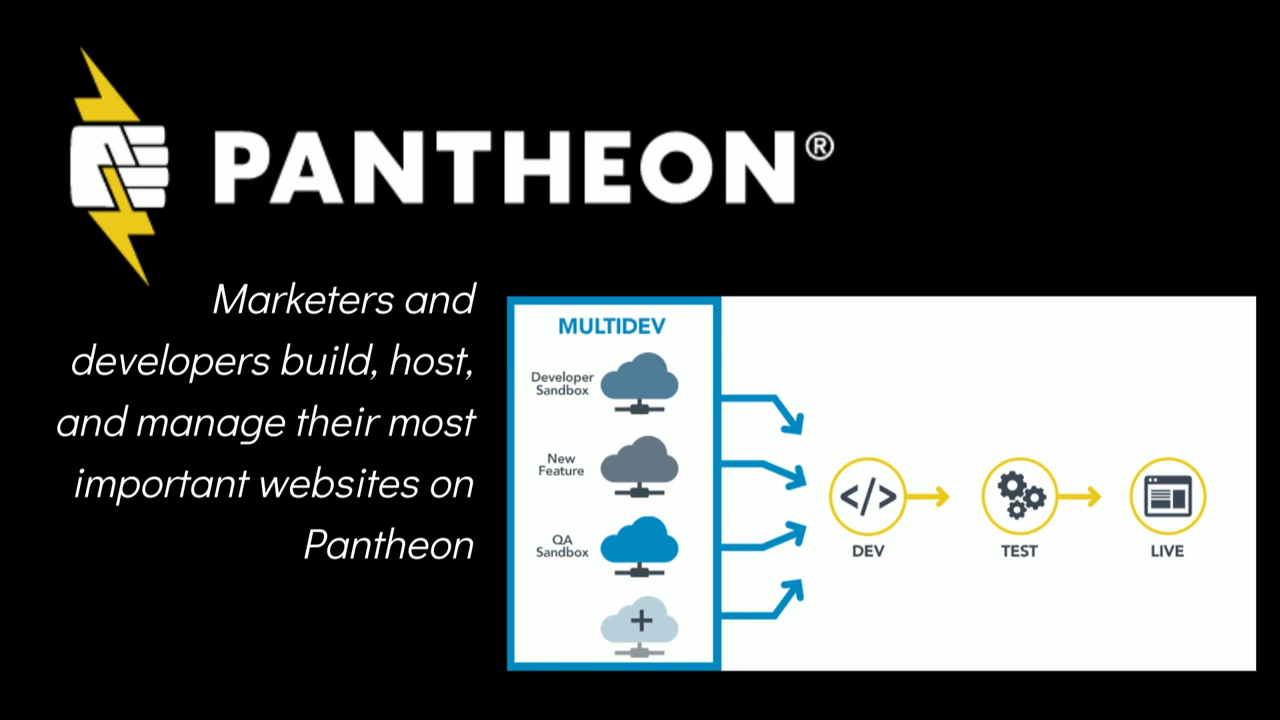 PANTHEON®
Marketers and
developers build, host,
and manage their most
important websites on
Pantheon
MULTIDEV
Developer
Sandbox
New
Feature
QA
Sandbox
+
</>
DEV
TEST
LIVE